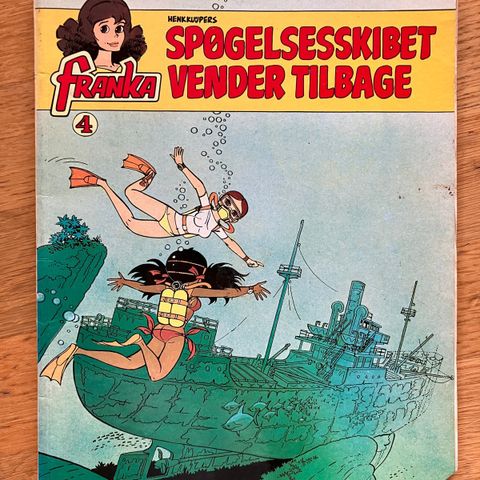 HENK KUIJPERS
SPØGELSESSKIBET
VENDER TILBAGE
FRANKA
4